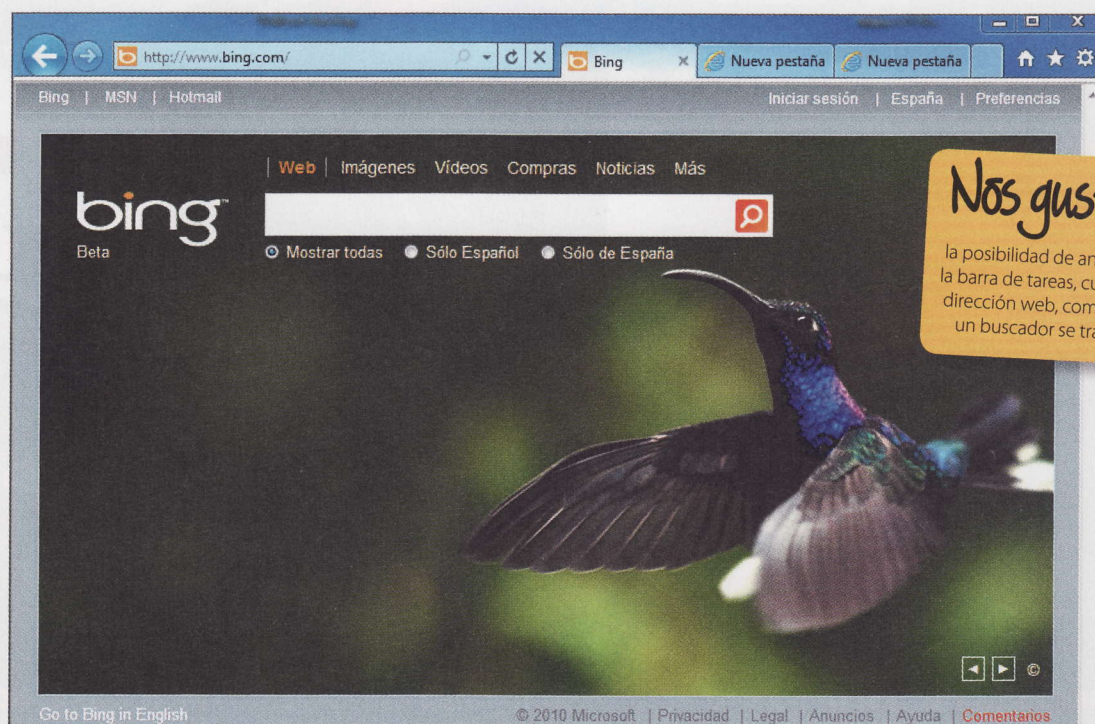 http://www.bing.com/
Bing
Nueva pestaña
Nueva pestaña
Bing | MSN | Hotmail
Iniciar sesión | España | Preferencias
Web | Imágenes Vídeos Compras Noticias Más
bing™
Beta
Mostrar todas Sólo Español Sólo de España
Nos gus
la posibilidad de an
la barra de tareas, cu
dirección web, com
un buscador se tra
©
Go to Bing in English
© 2010 Microsoft | Privacidad | Legal | Anuncios | Ayuda | Comentarios